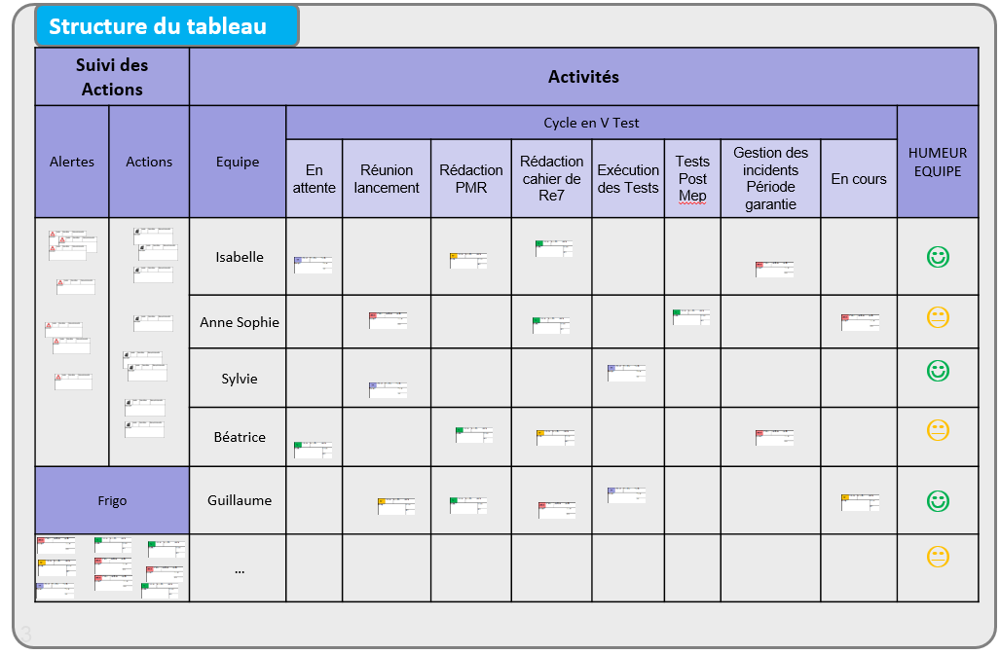 Structure du tableau
Suivi des
Actions
Activités
Alertes
Actions
Equipe
Cycle en V Test
HUMEUR
EQUIPE
En
attente
Réunion
lancement
Rédaction
PMR
Rédaction
cahier de
Re7
Exécution
des Tests
Tests
Post
Mep
Gestion des
incidents
Période
garantie
En cours
Isabelle
Anne Sophie
Sylvie
Béatrice
Frigo
Guillaume
...
3